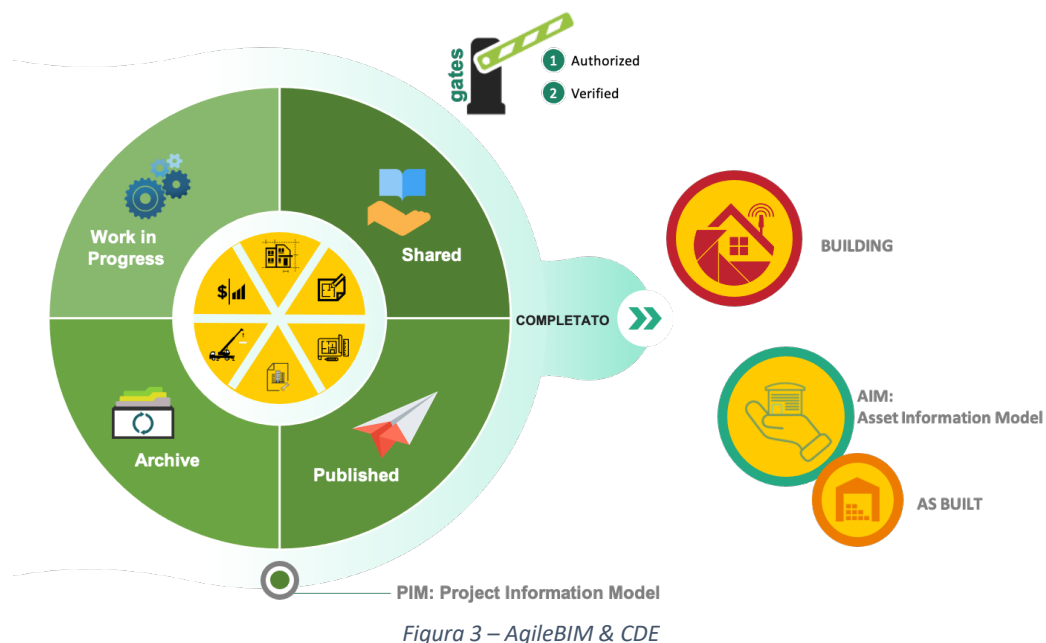 gates
1 Authorized
2 Verified
Work in
Progress
Shared
$
BUILDING
COMPLETATO
AIM:
Asset Information Model
Archive
Published
AS BUILT
PIM: Project Information Model
Figura 3 – AgileBIM & CDE